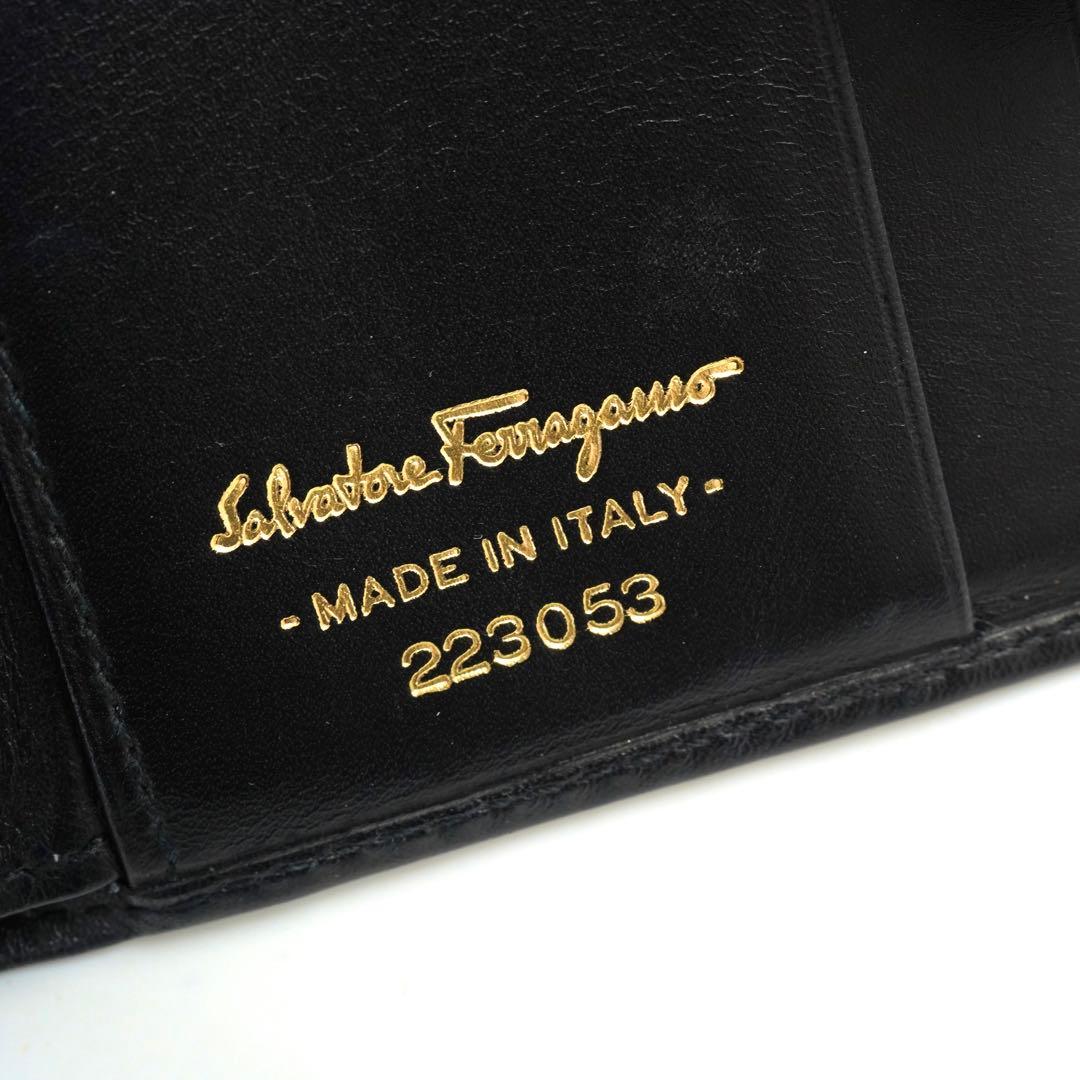 Salvatore Ferragamo
- MADE IN ITALY -
223053